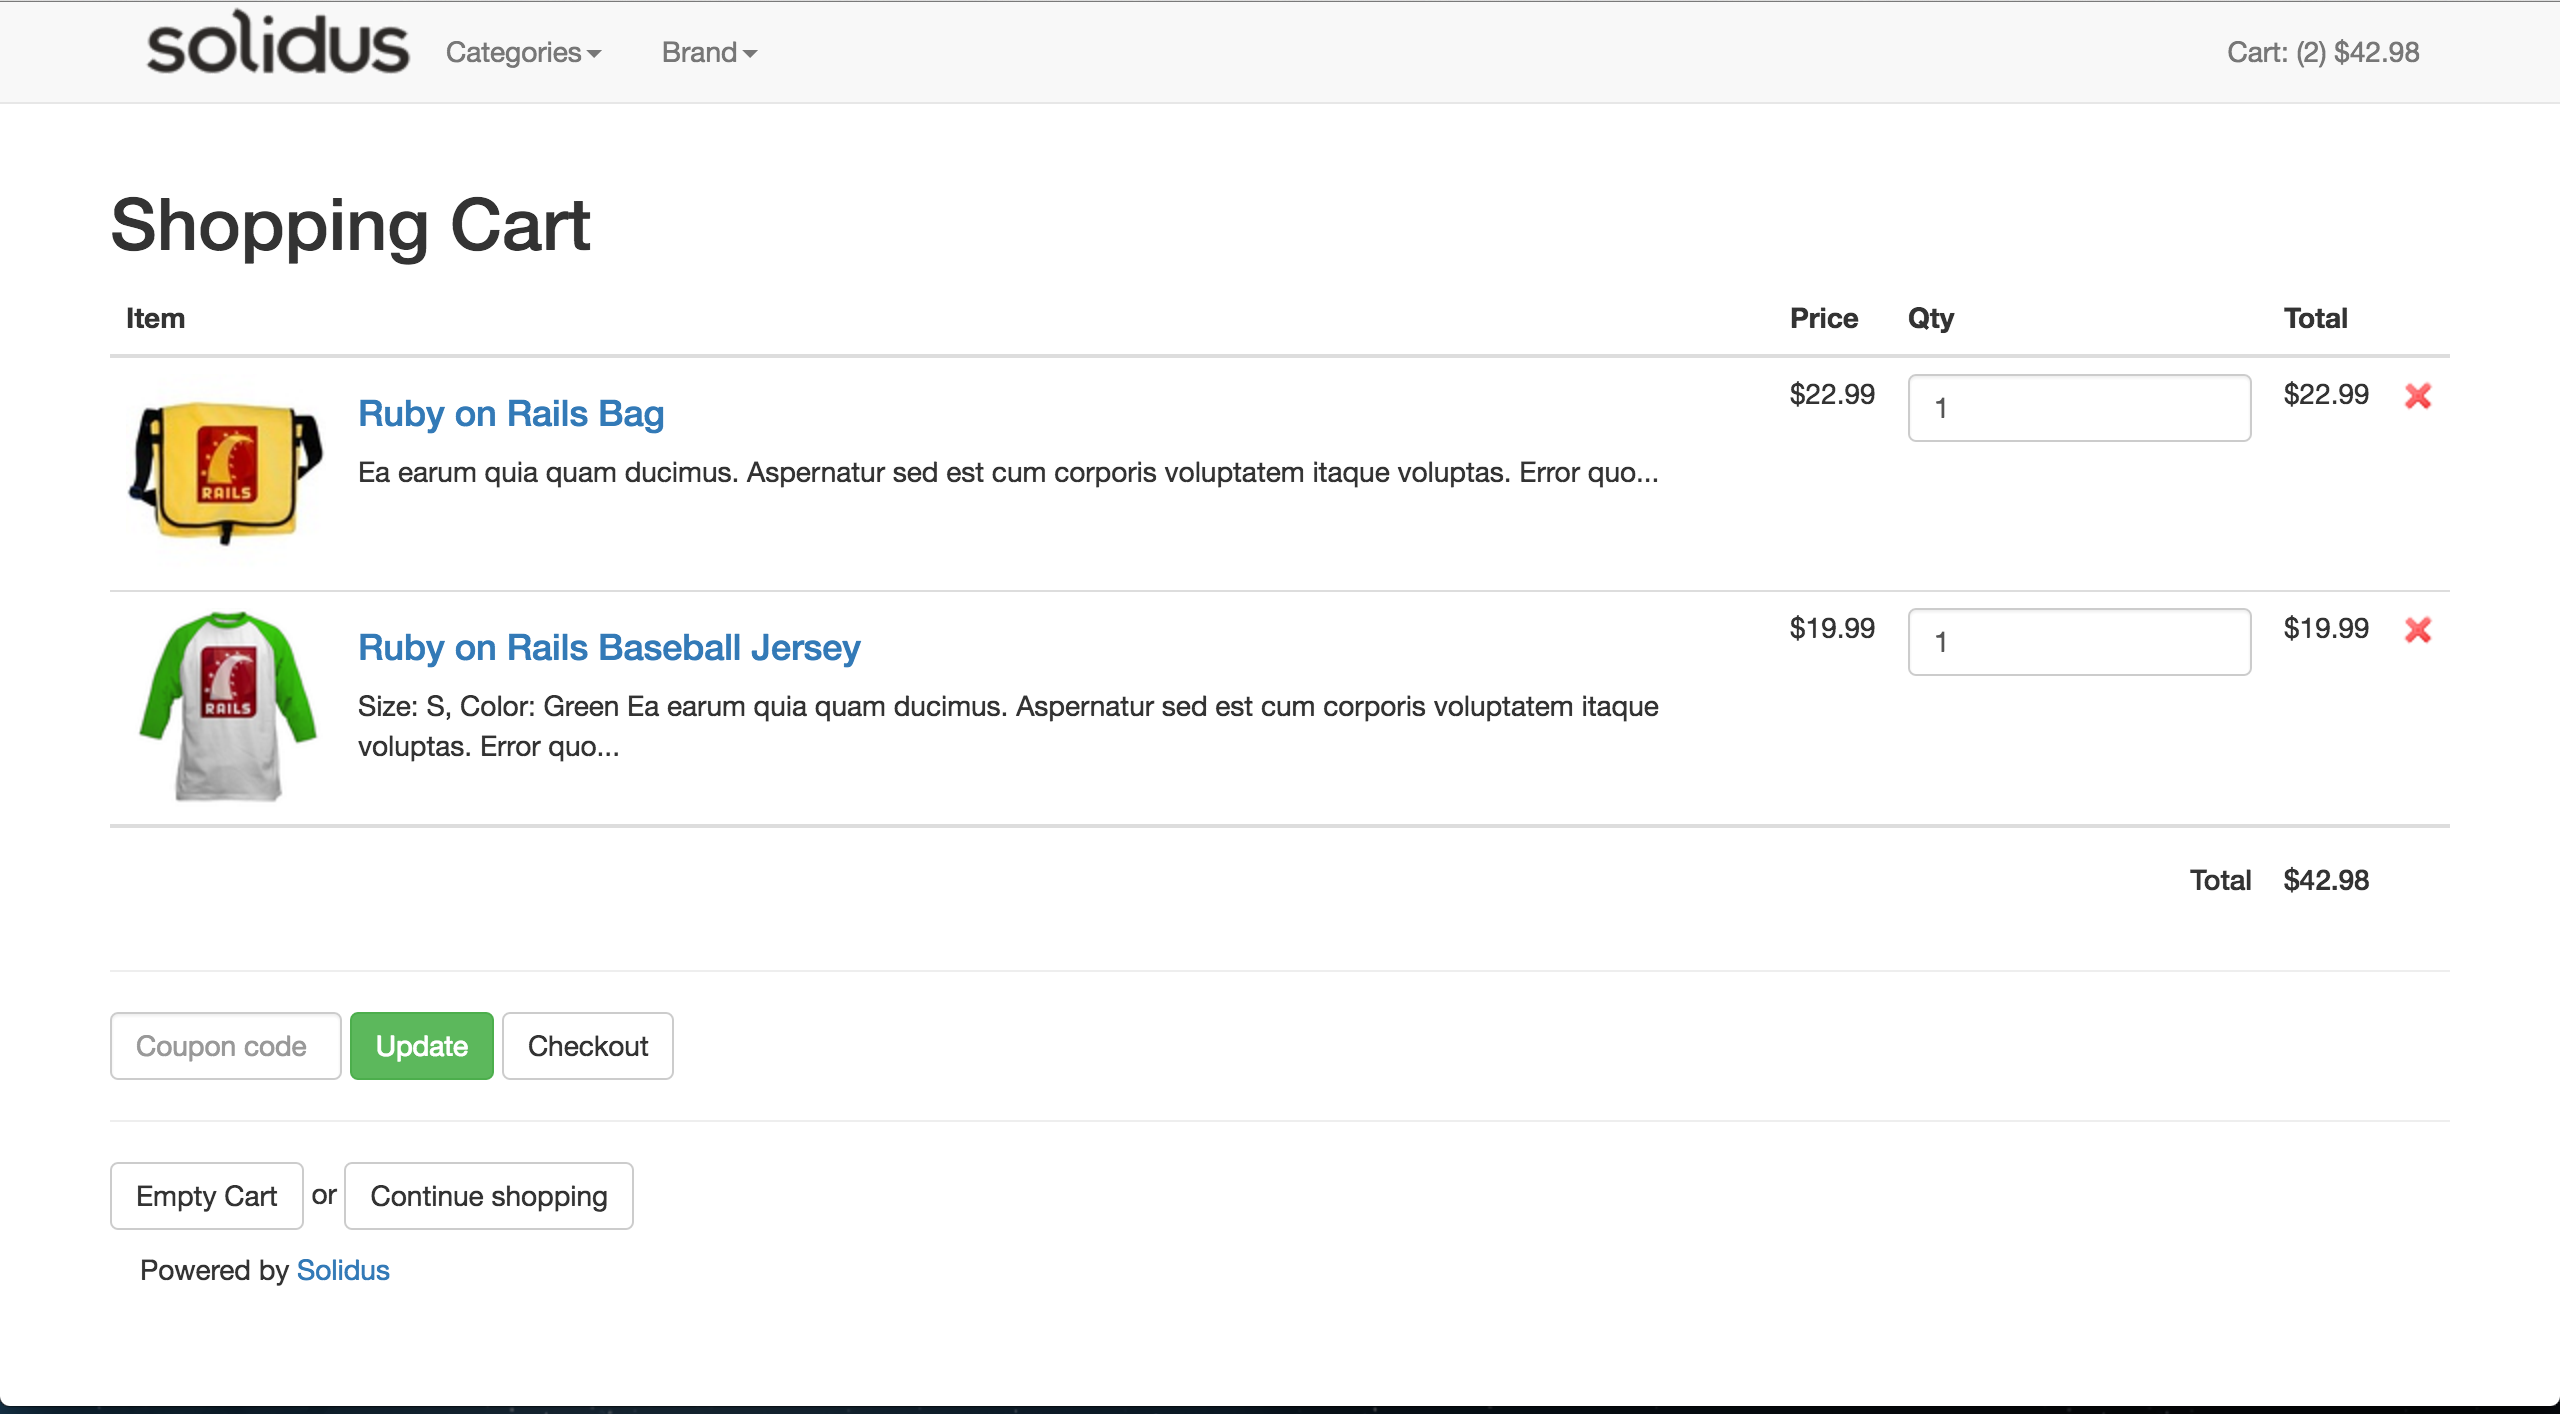 solidus Categories Brand Cart: (2) $42.98
Shopping Cart
Item Price Qty Total
Ruby on Rails Bag $22.99 1 $22.99
Ea earum quia quam ducimus. Aspernatur sed est cum corporis voluptatem itaque voluptas. Error quo...
RAILS
Ruby on Rails Baseball Jersey $19.99 1 $19.99
Size: S, Color: Green Ea earum quia quam ducimus. Aspernatur sed est cum corporis voluptatem itaque
voluptas. Error quo...
RAILS
Total $42.98
Coupon code Update Checkout
Empty Cart or Continue shopping
Powered by Solidus